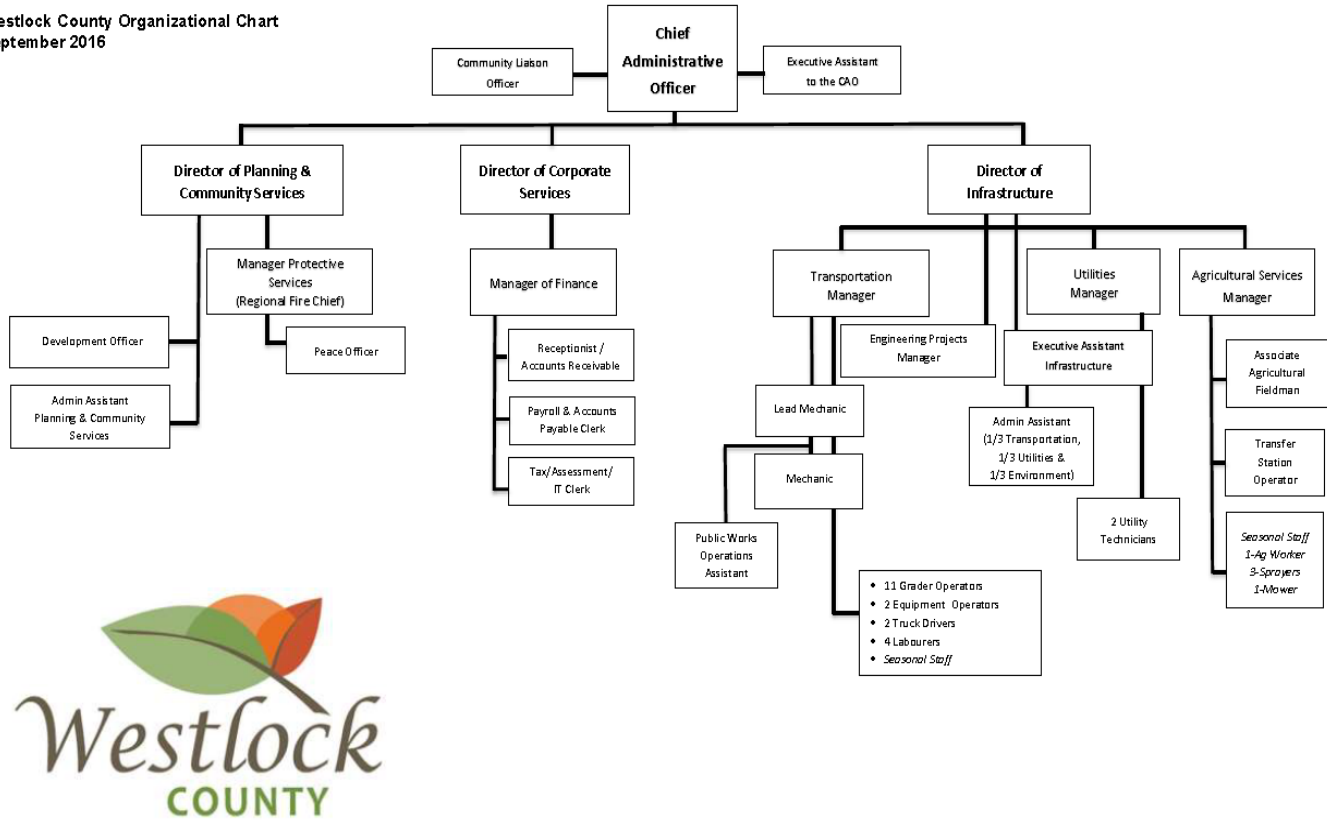 estlock County Organizational Chart
eptember 2016
Chief
Administrative
Officer
Community Liaison
Officer
Executive Assistant
to the CAO
Director of Planning &
Community Services
Director of Corporate
Services
Director of
Infrastructure
Manager Protective
Services
(Regional Fire Chief)
Manager of Finance
Transportation
Manager
Utilities
Manager
Agricultural Services
Manager
Development Officer
Peace Officer
Receptionist /
Accounts Receivable
Engineering Projects
Manager
Executive Assistant
Infrastructure
Associate
Agricultural
Fieldman
Admin Assistant
Planning & Community
Services
Payroll & Accounts
Payable Clerk
Lead Mechanic
Admin Assistant
(1/3 Transportation,
1/3 Utilities &
1/3 Environment)
Transfer
Station
Operator
Tax/Assessment/
IT Clerk
Mechanic
Public Works
Operations
Assistant
2 Utility
Technicians
Seasonal Staff
1-Ag Worker
3-Sprayers
1-Mower
• 11 Grader Operators
• 2 Equipment Operators
• 2 Truck Drivers
• 4 Labourers
• Seasonal Staff
Westlock
COUNTY